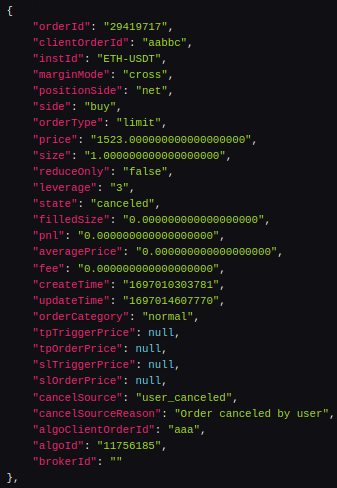 {
"orderId": "29419717",
"clientOrderId": "aabbc",
"instId": "ETH-USDT",
"marginMode": "cross",
"positionSide": "net",
"side": "buy",
"orderType": "limit",
"price": "1523.000000000000000000",
"size": "1.000000000000000000",
"reduceOnly": "false",
"leverage": "3",
"state": "canceled",
"filledSize": "0.000000000000000000",
"pnl": "0.000000000000000000",
"averagePrice": "0.000000000000000000",
"fee": "0.000000000000000000",
"createTime": "1697010303781",
"updateTime": "1697014607770",
"orderCategory": "normal",
"tpTriggerPrice": null,
"tpOrderPrice": null,
"slTriggerPrice": null,
"slOrderPrice": null,
"cancelSource": "user_canceled",
"cancelSourceReason": "Order canceled by user",
"algoClientOrderId": "aaa",
"algoId": "11756185",
"brokerId": ""
},